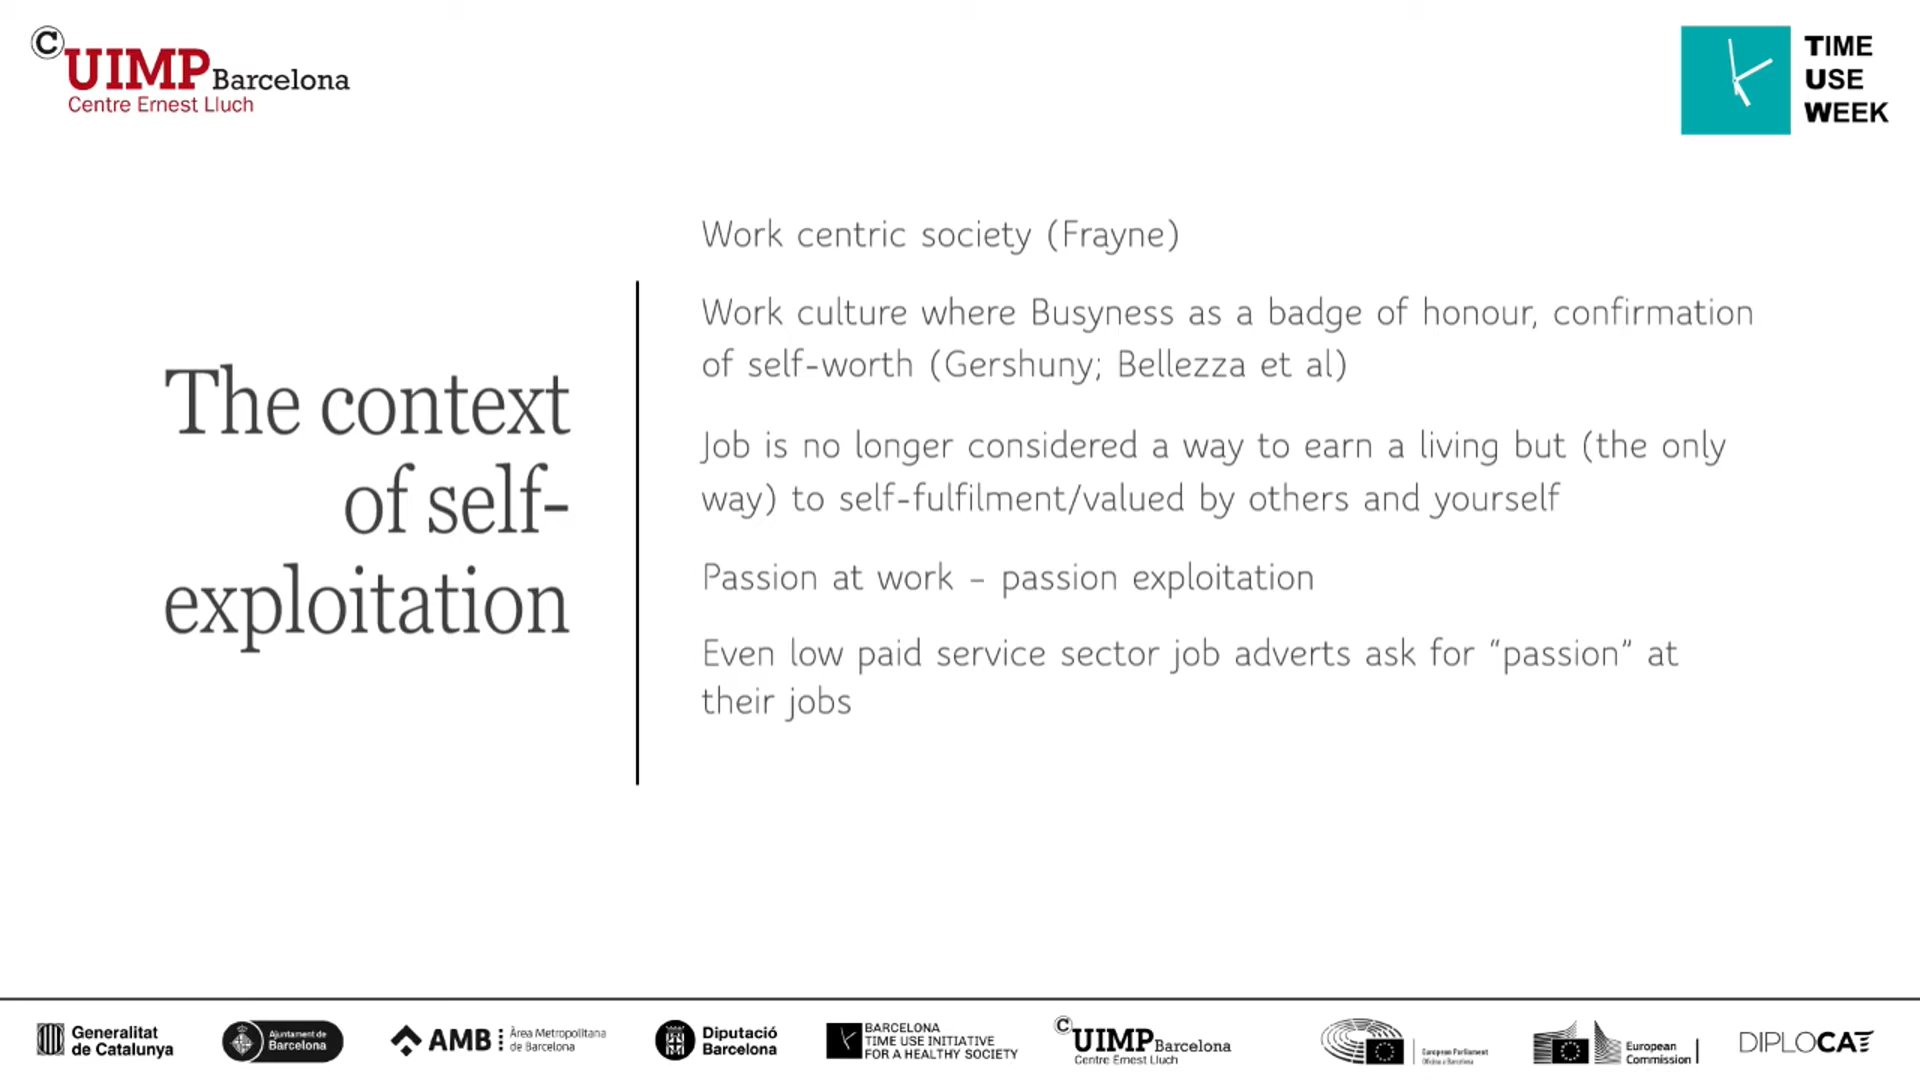 © UIMP Barcelona
Centre Ernest Lluch
TIME
USE
WEEK
The context
of self-
exploitation
Work centric society (Frayne)
Work culture where Busyness as a badge of honour, confirmation
of self-worth (Gershuny; Bellezza et al)
Job is no longer considered a way to earn a living but (the only
way) to self-fulfilment/valued by others and yourself
Passion at work – passion exploitation
Even low paid service sector job adverts ask for “passion” at
their jobs
Generalitat
de Catalunya
Ajuntament de
Barcelona
AMB
Àrea Metropolitana
de Barcelona
Diputació
Barcelona
BARCELONA
TIME USE INITIATIVE
FOR A HEALTHY SOCIETY
© UIMP Barcelona
Centre Ernest Lluch
European Parliament
Oficina a Barcelona
European
Commission
DIPLOCAT